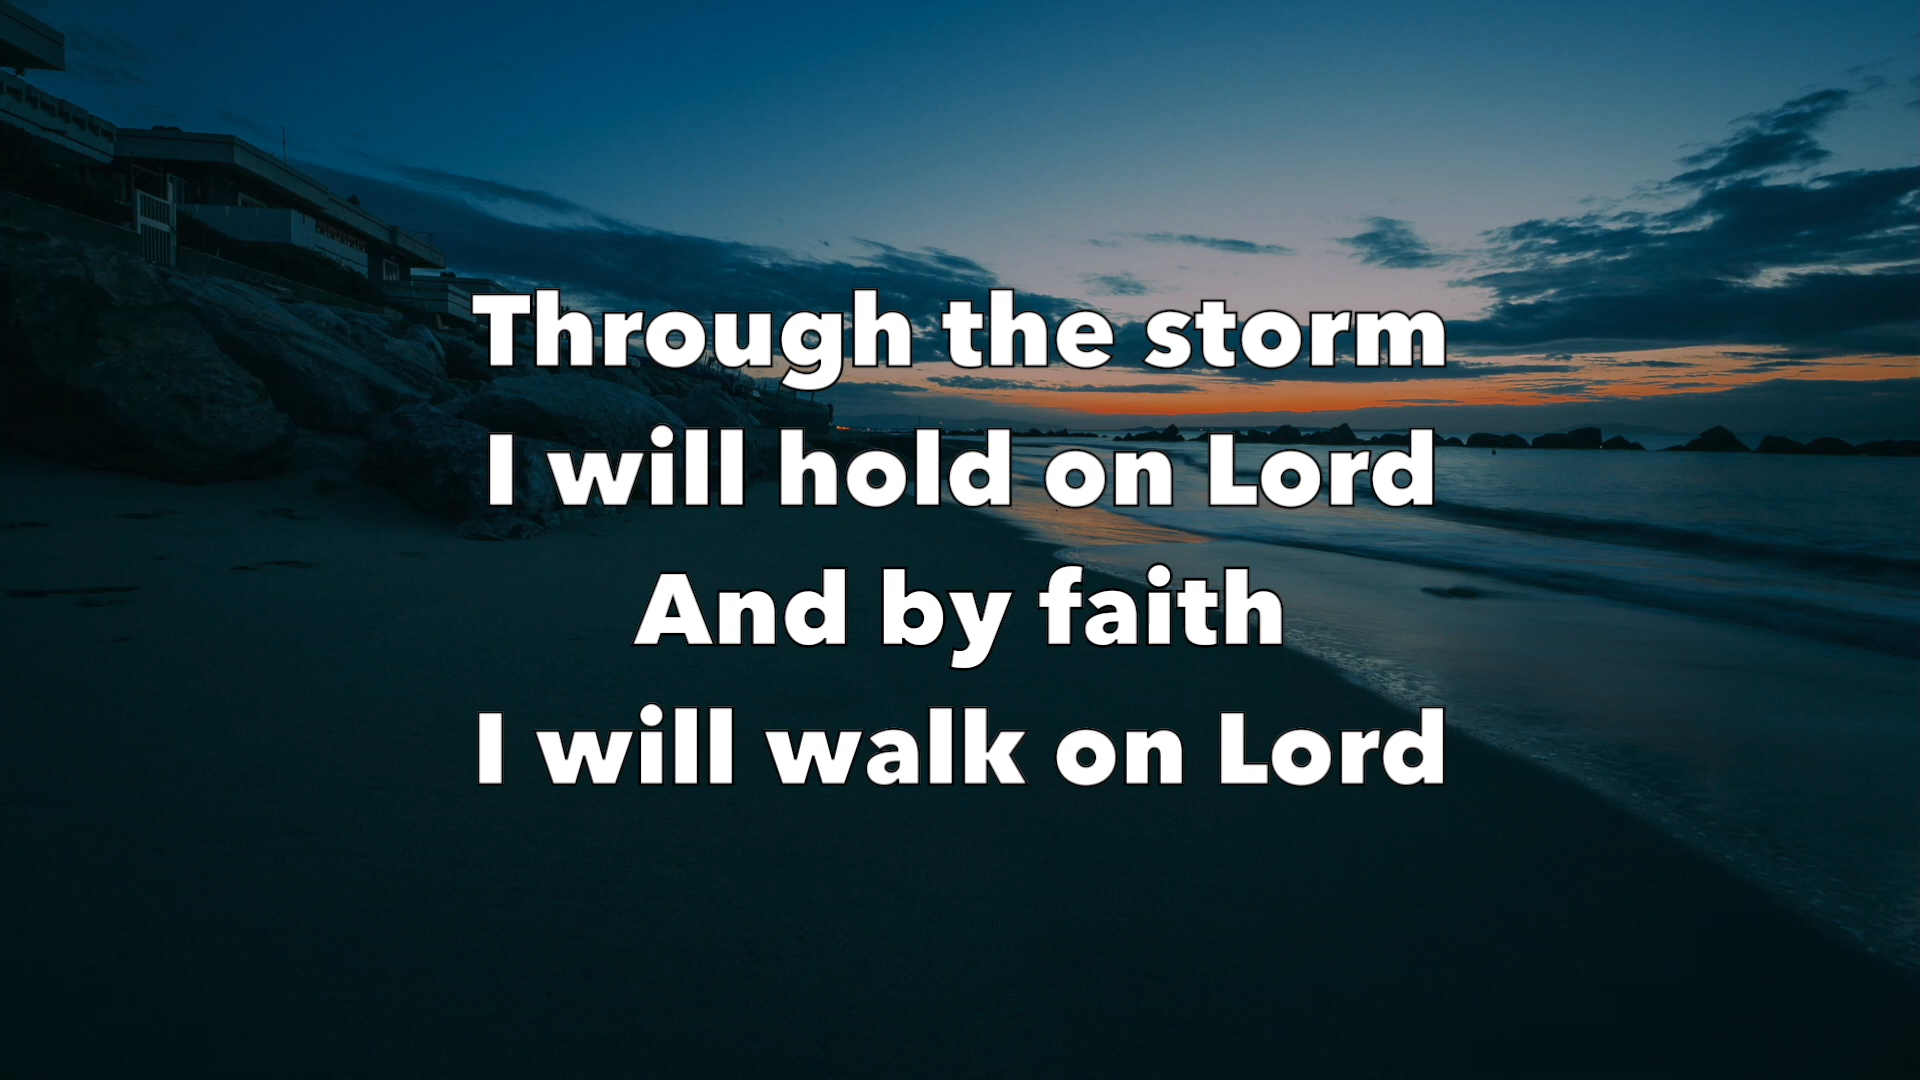 Through the storm
I will hold on Lord
And by faith
I will walk on Lord